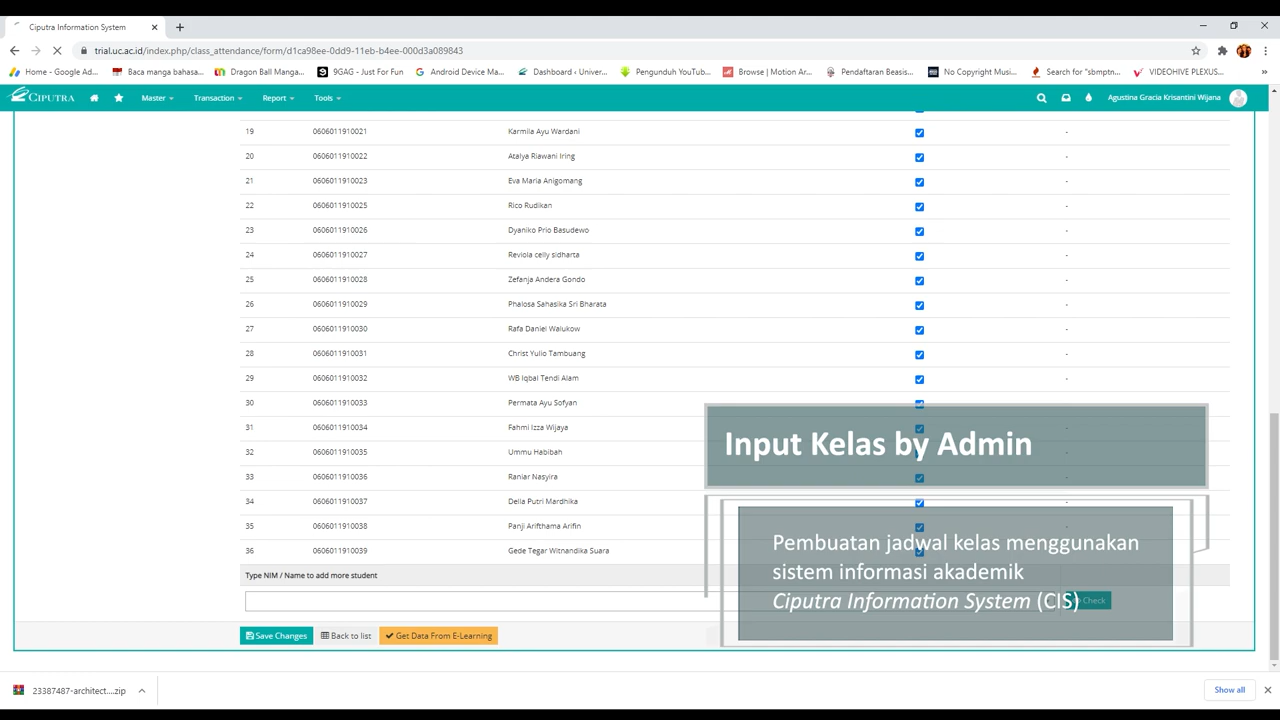 Ciputra Information System
trial.uc.ac.id/index.php/class_attendance/form/d1ca98ee-0dd9-11eb-b4ee-000d3a089843
Home - Google Ad... Baca manga bahasa... Dragon Ball Manga... 9GAG - Just For Fun Android Device Ma... Dashboard ‹ Univer... Pengunduh YouTub... Browse | Motion Ar... Pendaftaran Beasis... No Copyright Musi... Search for "sbmptn... VIDEOHIVE PLEXUS... »
CIPUTRA Master Transaction Report Tools Agustina Gracia Krisantini Wijana
19 0606011910021 Karmila Ayu Wardani -
20 0606011910022 Atalya Riawani Iring -
21 0606011910023 Eva Maria Anigomang -
22 0606011910025 Rico Rudikan -
23 0606011910026 Dyaniko Prio Basudewo -
24 0606011910027 Reviola celly sidharta -
25 0606011910028 Zefanja Andera Gondo -
26 0606011910029 Phalosa Sahasika Sri Bharata -
27 0606011910030 Rafa Daniel Walukow -
28 0606011910031 Christ Yulio Tambuang -
29 0606011910032 WB Iqbal Tendi Alam -
30 0606011910033 Permata Ayu Sofyan
31 0606011910034 Fahmi Izza Wijaya
32 0606011910035 Ummu Habibah
33 0606011910036 Raniar Nasyira
34 0606011910037 Della Putri Mardhika -
35 0606011910038 Panji Arifthama Arifin
36 0606011910039 Gede Tegar Witnandika Suara
Type NIM / Name to add more student
Check
Save Changes Back to list Get Data From E-Learning
Input Kelas by Admin
Pembuatan jadwal kelas menggunakan
sistem informasi akademik
Ciputra Information System (CIS)
23387487-architect....zip
Show all